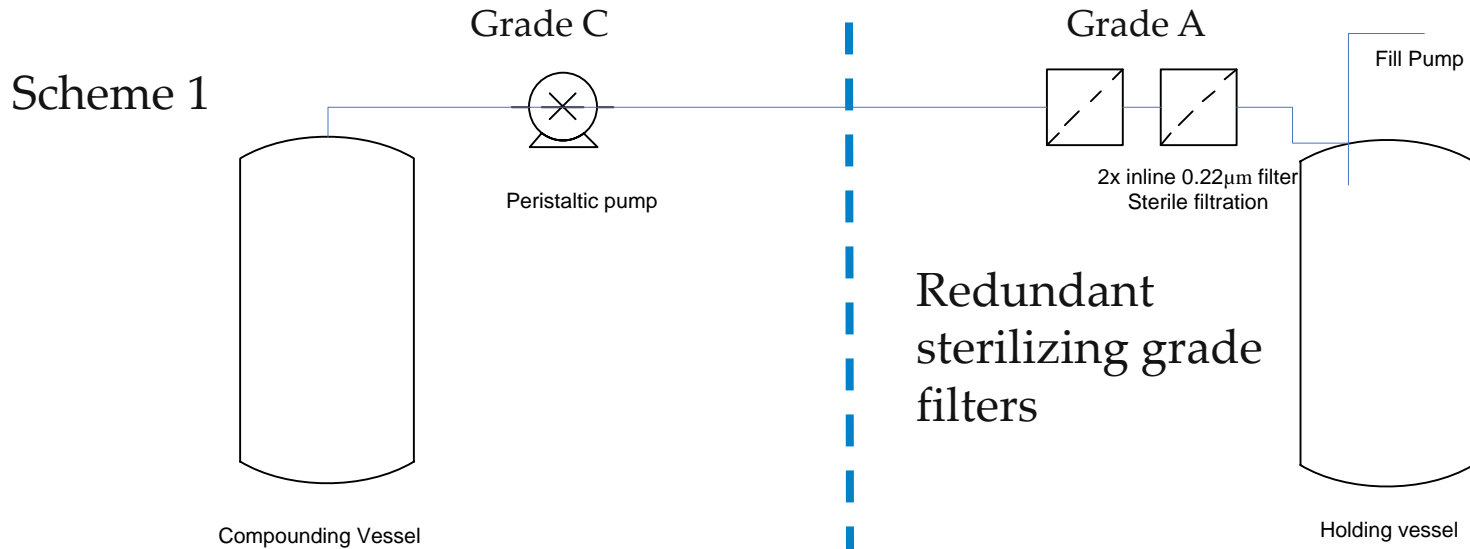 Grade C
Grade A
Fill Pump
Scheme 1
2x inline 0.22µm filter
Sterile filtration
Peristaltic pump
Redundant
sterilizing grade
filters
Compounding Vessel
Holding vessel